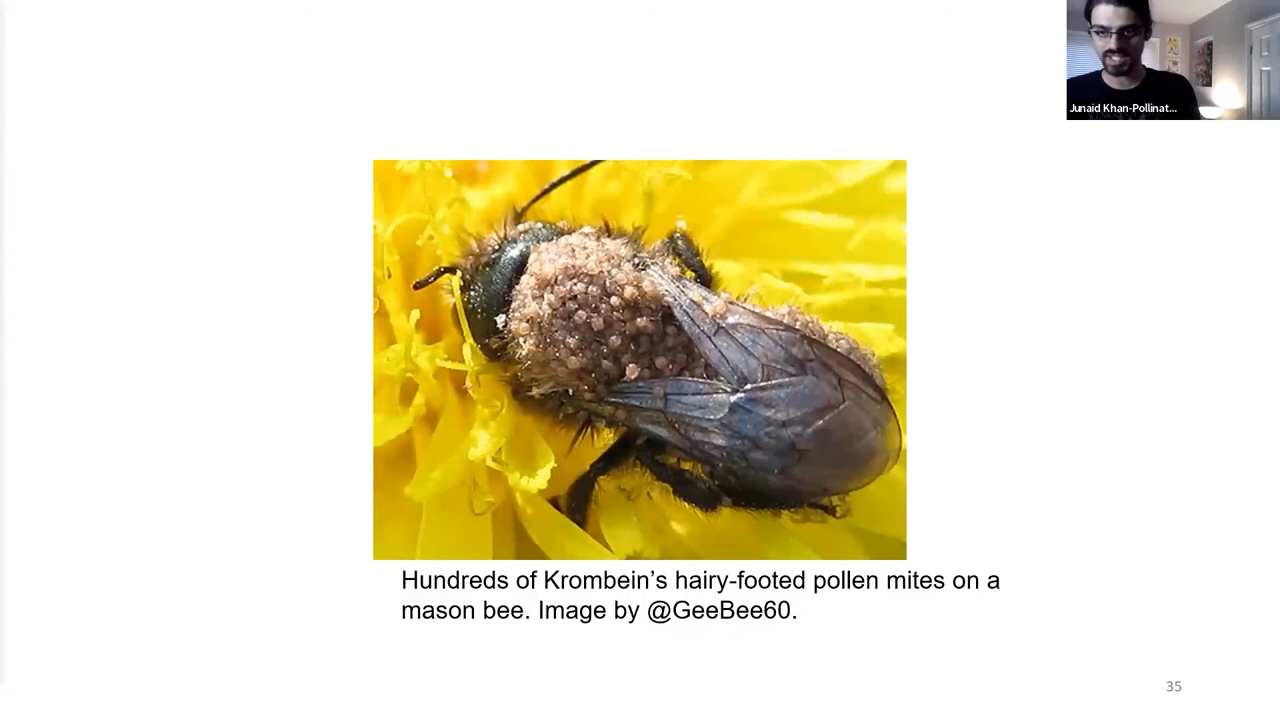 Junaid Khan-Pollinat...
Hundreds of Krombein’s hairy-footed pollen mites on a
mason bee. Image by @GeeBee60.
35